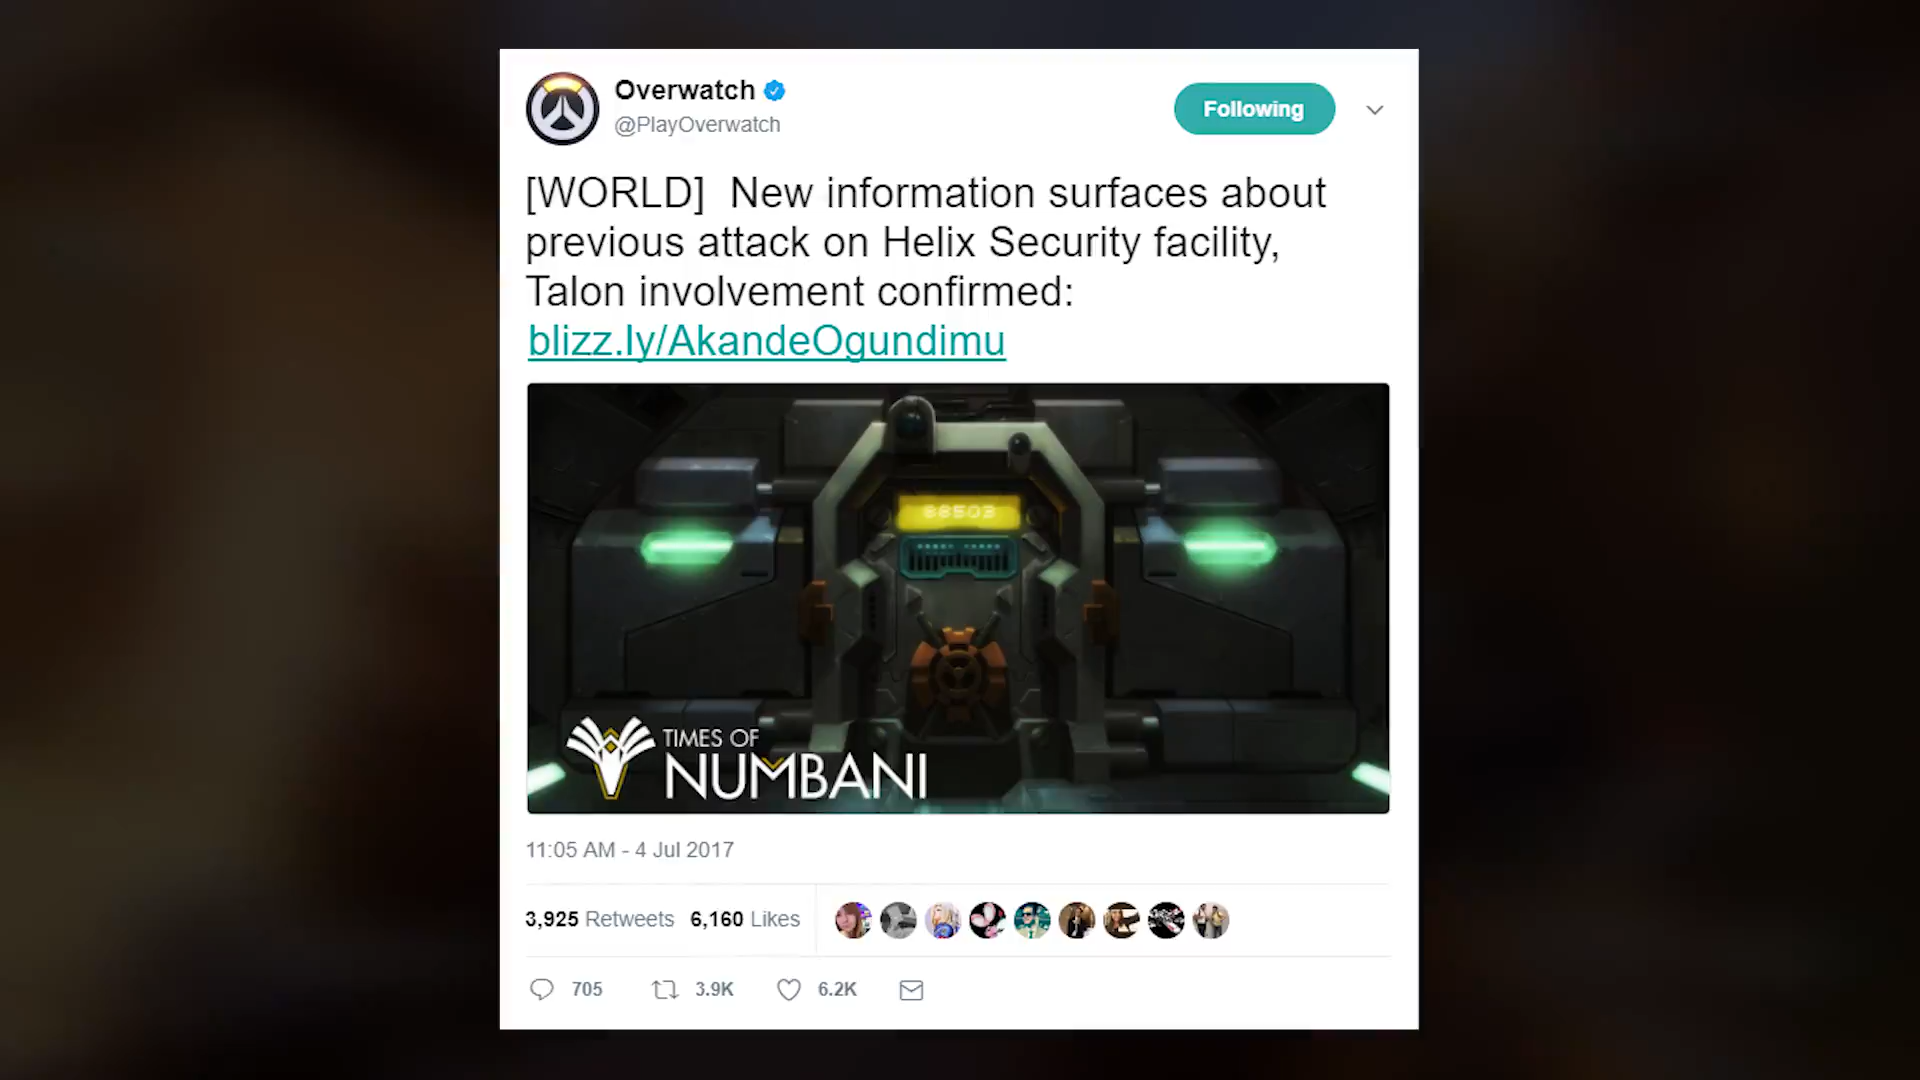 Overwatch
@PlayOverwatch
Following
[WORLD] New information surfaces about
previous attack on Helix Security facility,
Talon involvement confirmed:
blizz.ly/AkandeOgundimu
88503
TIMES OF
NUMBANI
11:05 AM - 4 Jul 2017
3,925 Retweets 6,160 Likes
705 3.9K 6.2K